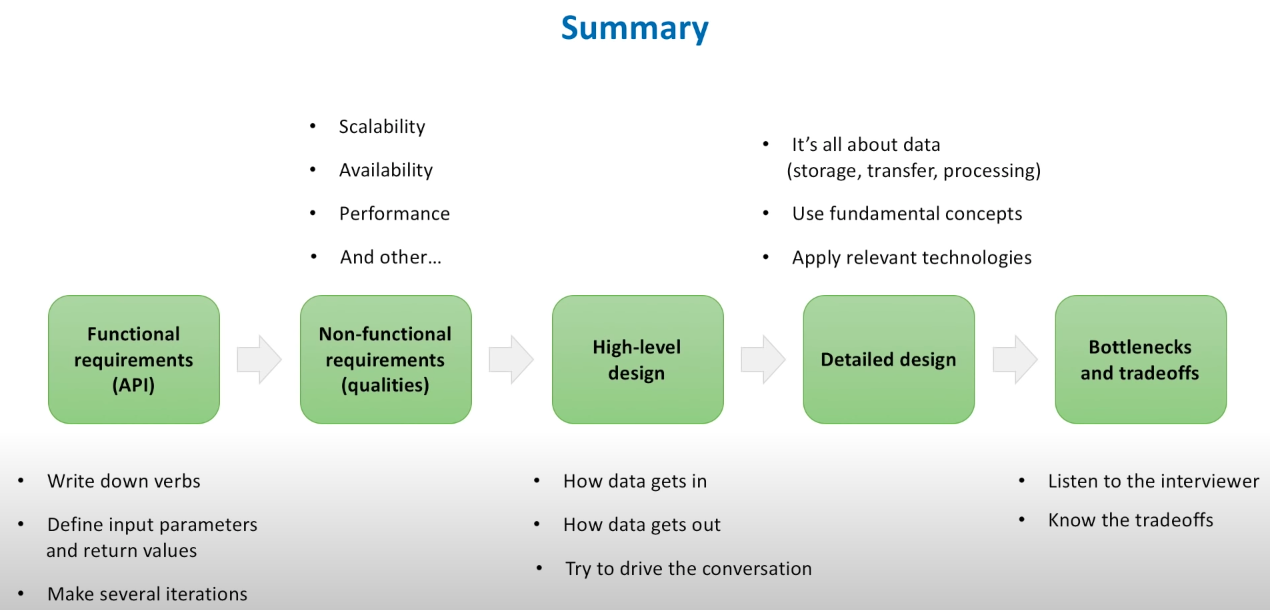 Summary
• Scalability
• Availability
• Performance
• And other…
• It’s all about data
(storage, transfer, processing)
• Use fundamental concepts
• Apply relevant technologies
Functional
requirements
(API)
Non-functional
requirements
(qualities)
High-level
design
Detailed design
Bottlenecks
and tradeoffs
• Write down verbs
• Define input parameters
and return values
• Make several iterations
• How data gets in
• How data gets out
• Try to drive the conversation
• Listen to the interviewer
• Know the tradeoffs